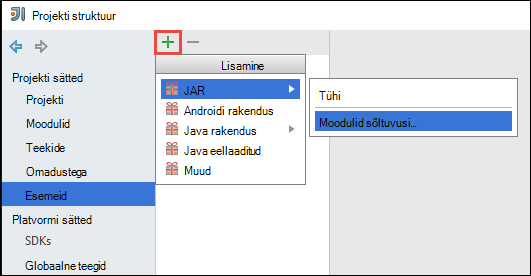 Projekti struktuur
Projekti sätted
Projekti
Moodulid
Teekide
Omadustega
Esemeid
Platvormi sätted
SDKs
Globaalne teegid
Lisamine
JAR
Androidi rakendus
Java rakendus
Java eellaaditud
Muud
Tühi
Moodulid sõltuvusi...